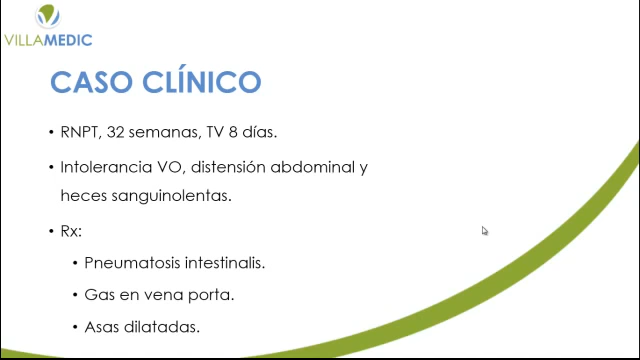 VILLAMEDIC
CASO CLÍNICO
• RNPT, 32 semanas, TV 8 días.
• Intolerancia VO, distensión abdominal y
heces sanguinolentas.
• Rx:
• Pneumatosis intestinalis.
• Gas en vena porta.
• Asas dilatadas.